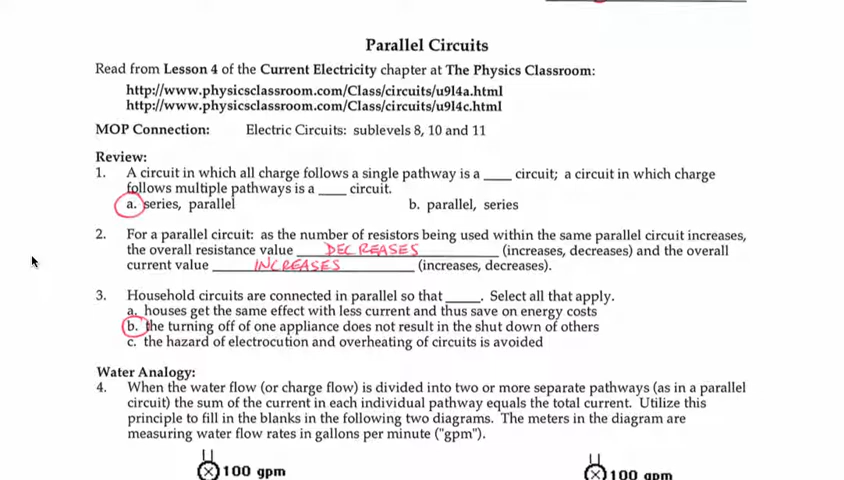 Parallel Circuits
Read from Lesson 4 of the Current Electricity chapter at The Physics Classroom:
http://www.physicsclassroom.com/Class/circuits/u9l4a.html
http://www.physicsclassroom.com/Class/circuits/u9l4c.html
MOP Connection: Electric Circuits: sublevels 8, 10 and 11
Review:
1. A circuit in which all charge follows a single pathway is a ____ circuit; a circuit in which charge
follows multiple pathways is a ____ circuit.
a. series, parallel b. parallel, series
2. For a parallel circuit: as the number of resistors being used within the same parallel circuit increases,
the overall resistance value DECREASES (increases, decreases) and the overall
current value INCREASES (increases, decreases).
3. Household circuits are connected in parallel so that _____. Select all that apply.
a. houses get the same effect with less current and thus save on energy costs
b. the turning off of one appliance does not result in the shut down of others
c. the hazard of electrocution and overheating of circuits is avoided
Water Analogy:
4. When the water flow (or charge flow) is divided into two or more separate pathways (as in a parallel
circuit) the sum of the current in each individual pathway equals the total current. Utilize this
principle to fill in the blanks in the following two diagrams. The meters in the diagram are
measuring water flow rates in gallons per minute ("gpm").
100 gpm 100 gpm